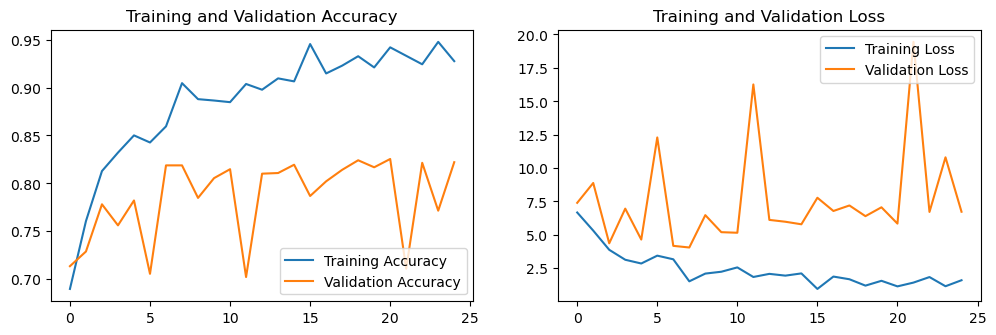 Training and Validation Accuracy
0.95
0.90
0.85
0.80
0.75
0.70
0 5 10 15 20 25
Training Accuracy
Validation Accuracy
Training and Validation Loss
20.0
17.5
15.0
12.5
10.0
7.5
5.0
2.5
0 5 10 15 20 25
Training Loss
Validation Loss